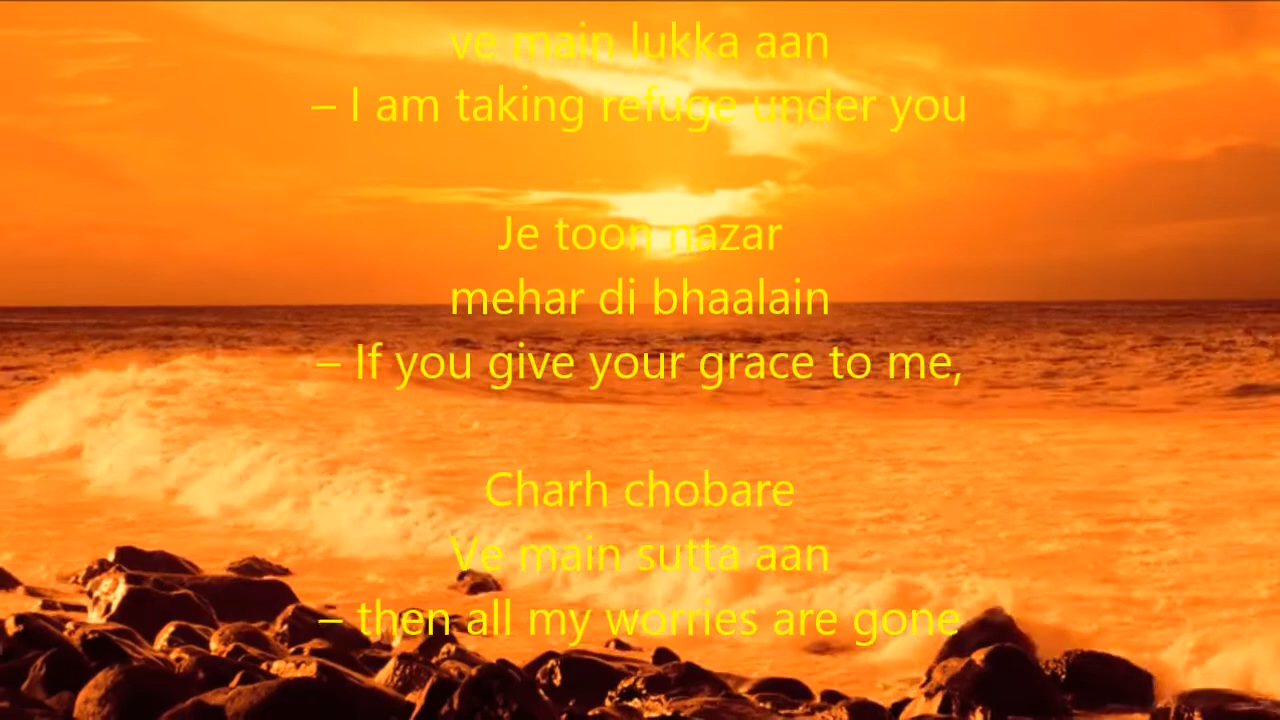 ve main lukka aan
– I am taking refuge under you
Je toon nazar
mehar di bhaalain
– If you give your grace to me,
Charh chobare
Ve main sutta aan
– then all my worries are gone